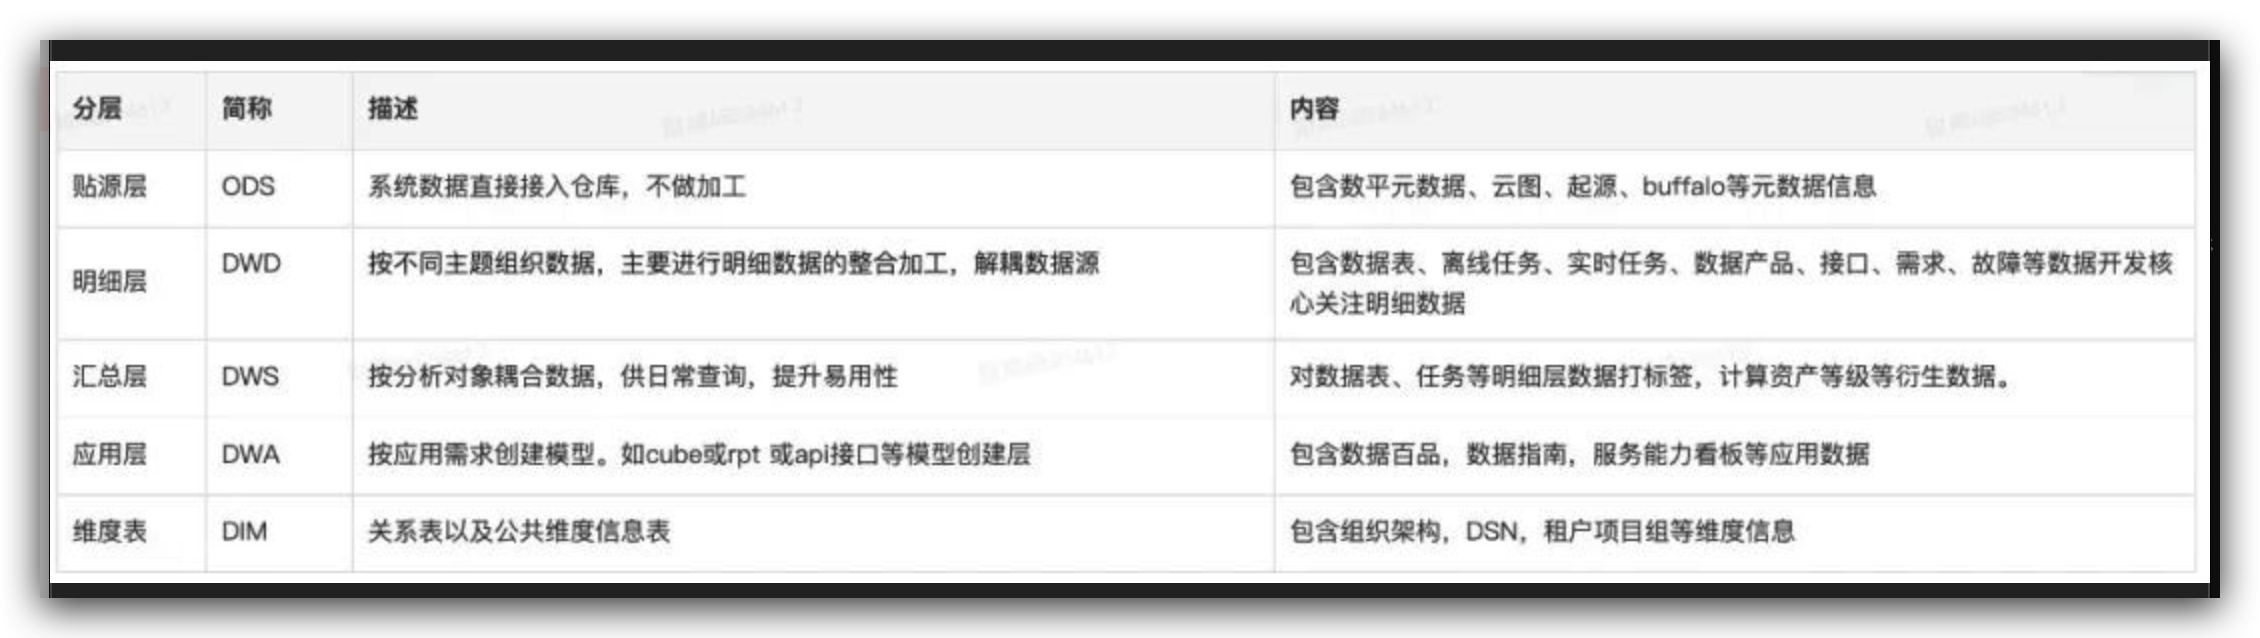 分层 简称 描述 内容
贴源层 ODS 系统数据直接接入仓库，不做加工 包含数平元数据、云图、起源、buffalo等元数据信息
明细层 DWD 按不同主题组织数据，主要进行明细数据的整合加工，解耦数据源 包含数据表、离线任务、实时任务、数据产品、接口、需求、故障等数据开发核
心关注明细数据
汇总层 DWS 按分析对象耦合数据，供日常查询，提升易用性 对数据表、任务等明细层数据打标签，计算资产等级等衍生数据。
应用层 DWA 按应用需求创建模型。如cube或rpt 或api接口等模型创建层 包含数据百品，数据指南，服务能力看板等应用数据
维度表 DIM 关系表以及公共维度信息表 包含组织架构，DSN，租户项目组等维度信息